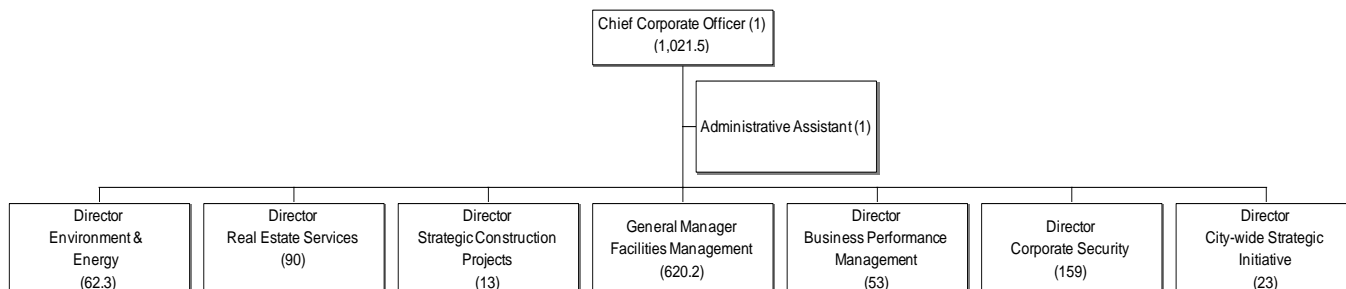 Chief Corporate Officer (1)
(1,021.5)
Administrative Assistant (1)
Director
Environment &
Energy
(62.3)
Director
Real Estate Services
(90)
Director
Strategic Construction
Projects
(13)
General Manager
Facilities Management
(620.2)
Director
Business Performance
Management
(53)
Director
Corporate Security
(159)
Director
City-wide Strategic
Initiative
(23)